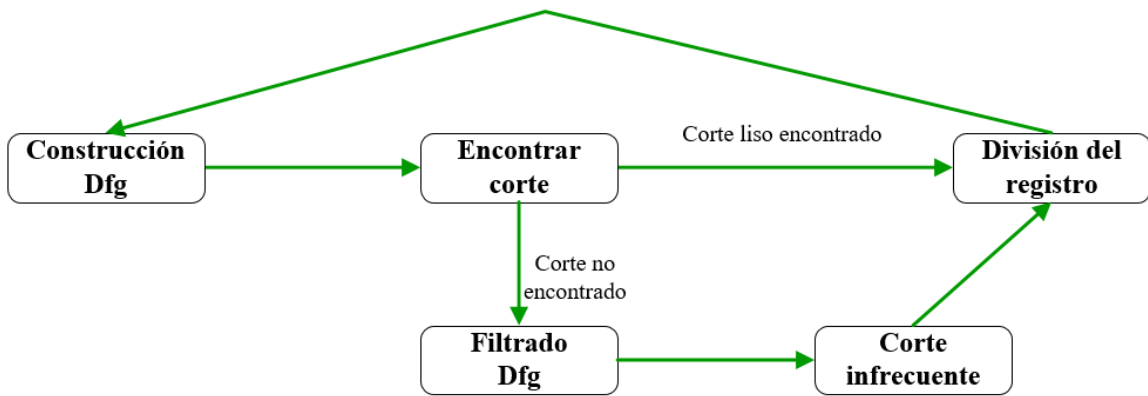 Construcción
Dfg
Encontrar
corte
Corte liso encontrado
División del
registro
Corte no
encontrado
Filtrado
Dfg
Corte
infrecuente